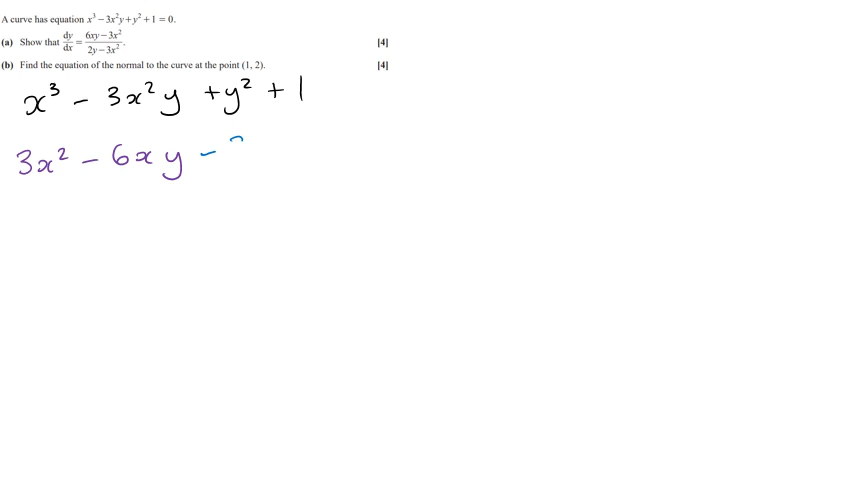 A curve has equation x³ − 3x²y + y² + 1 = 0.
(a) Show that dy/dx = (6xy − 3x²)/(2y − 3x²). [4]
(b) Find the equation of the normal to the curve at the point (1, 2). [4]
x³ − 3x²y + y² + 1
3x² − 6xy −